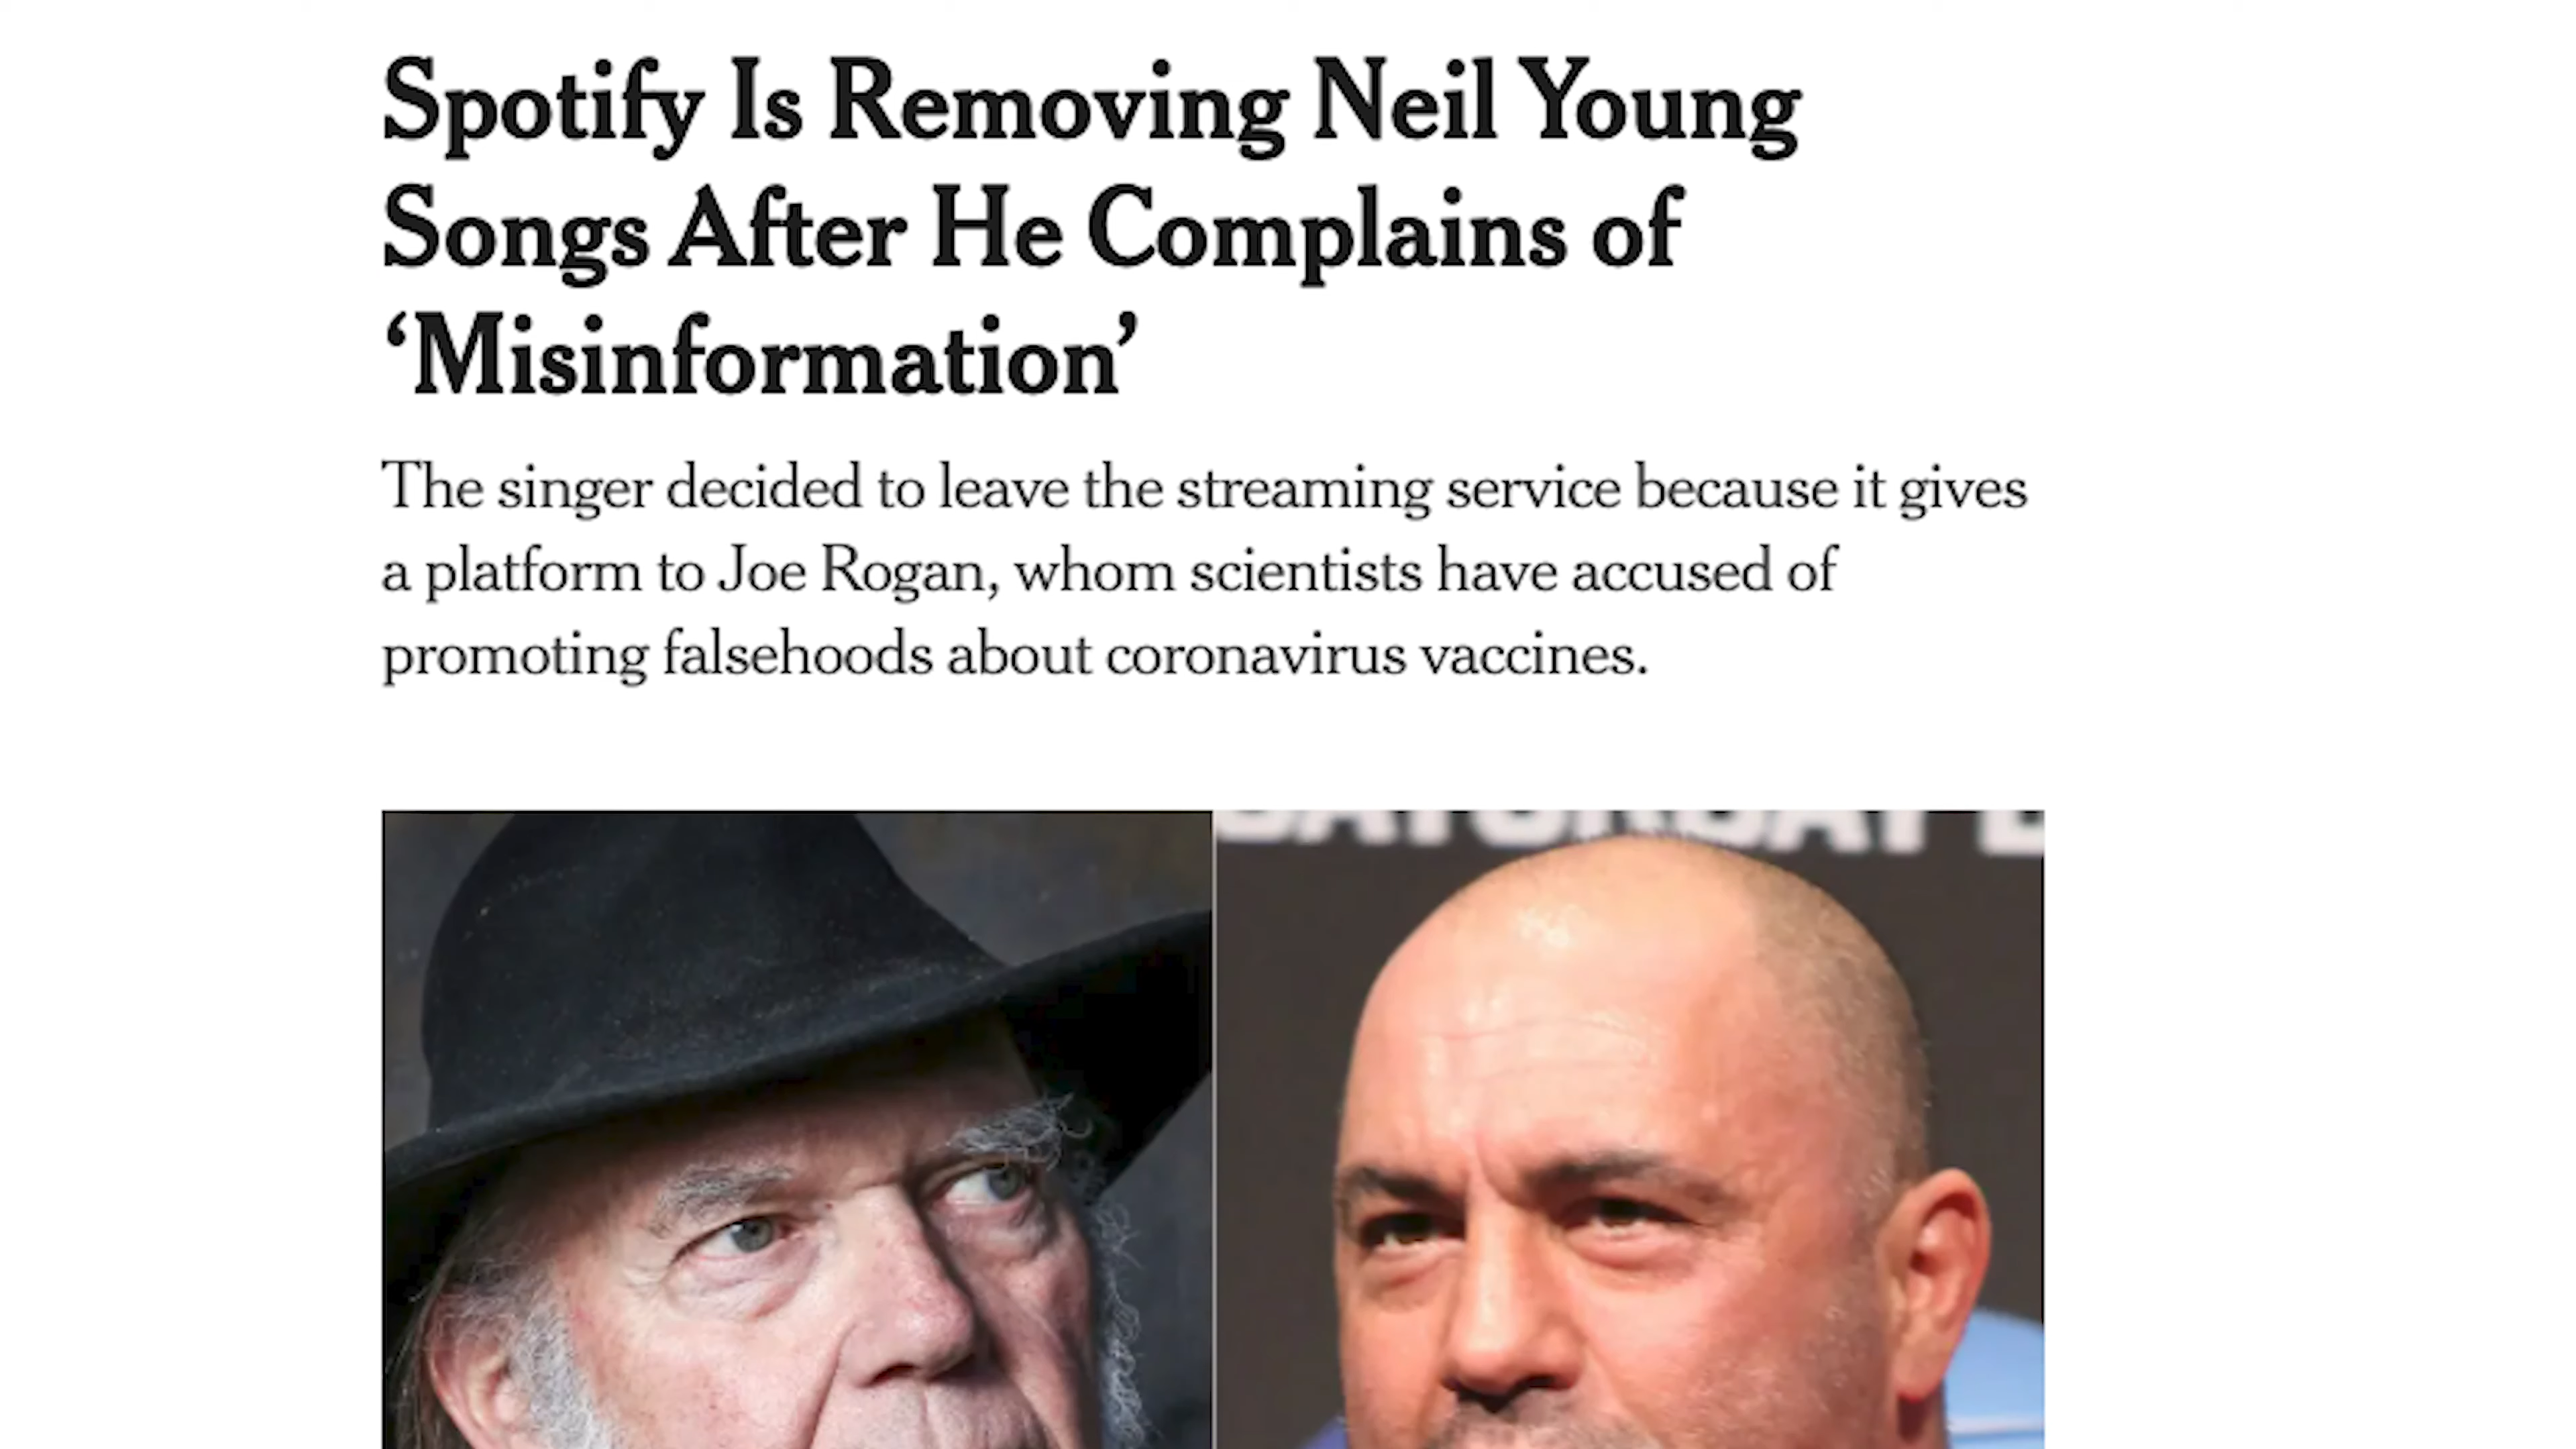 Spotify Is Removing Neil Young
Songs After He Complains of
‘Misinformation’
The singer decided to leave the streaming service because it gives
a platform to Joe Rogan, whom scientists have accused of
promoting falsehoods about coronavirus vaccines.